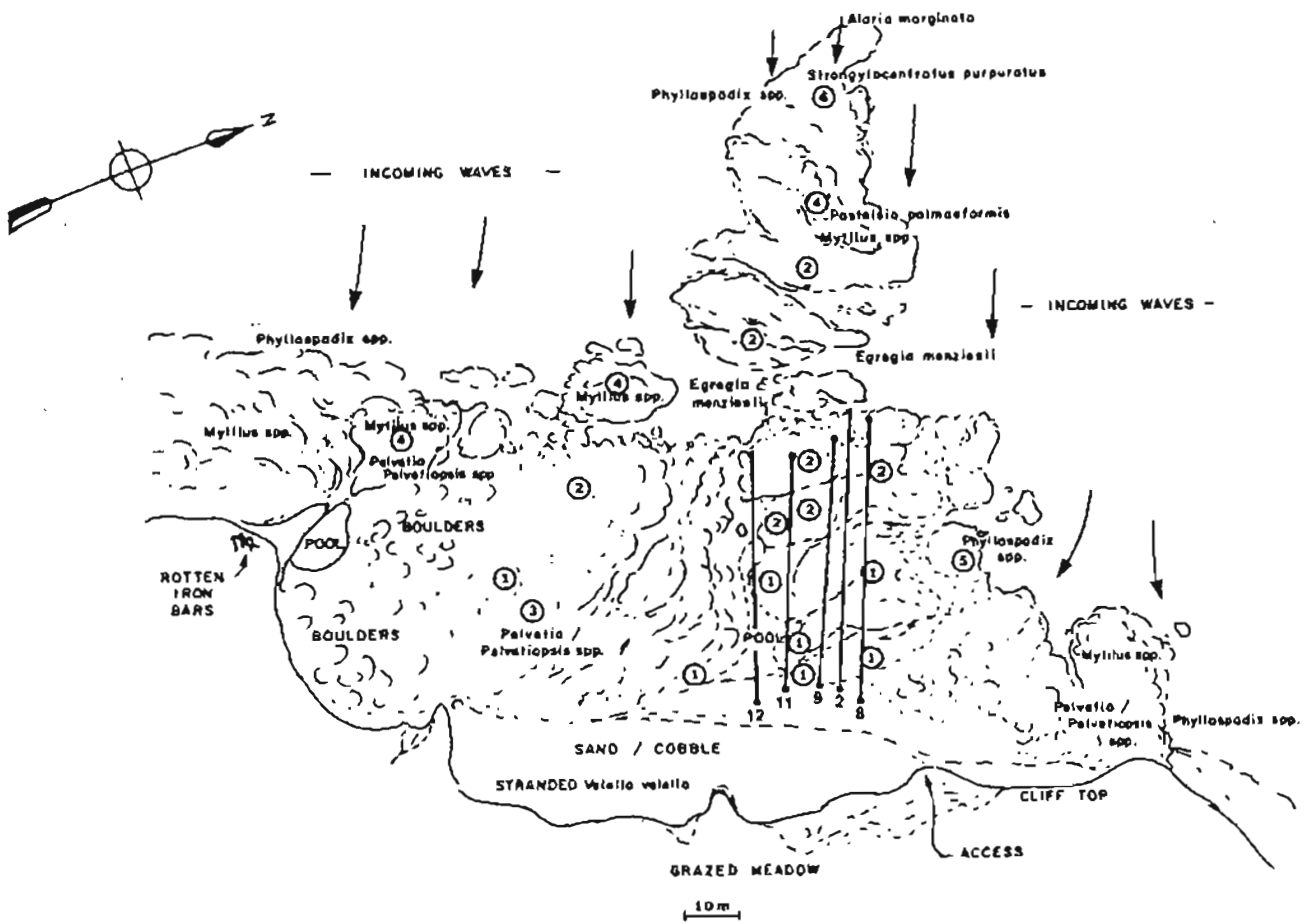 Alaria marginata
Strongylocentrotus purpuratus
Phyllospadix spp.
4
N
— INCOMING WAVES —
4
Postelsia palmaeformis
Mytilus spp.
2
— INCOMING WAVES —
Phyllospadix spp.
2
Egregia menziesii
4
Mytilus spp.
Egregia
menziesii
Mytilus spp.
Mytilus spp.
4
Pelvetia
Pelvetiopsis spp
2
2
2
BOULDERS
2
2
POOL
Phyllospadix
spp.
5
ROTTEN
IRON
BARS
1
1
1
3
BOULDERS
Pelvetia /
Pelvetiopsis spp.
POOL
1
1
1
1
Mytilus spp.
12
11
9
2
8
Pelvetia /
Pelvetiopsis
spp.
Phyllospadix spp.
SAND / COBBLE
STRANDED Velella velella
CLIFF TOP
ACCESS
GRAZED MEADOW
10m